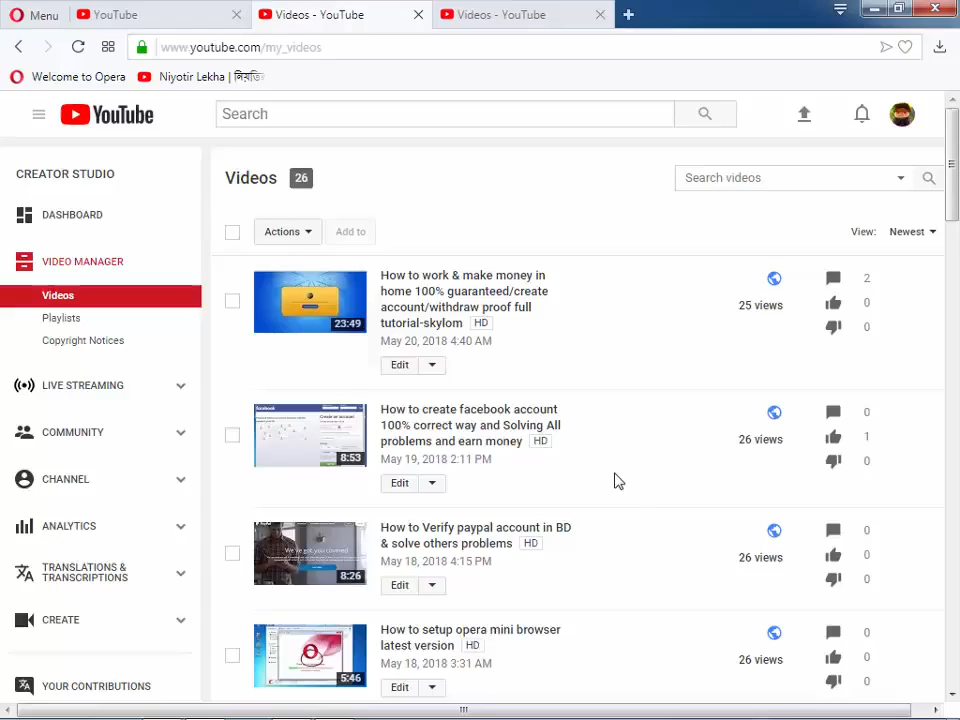 Menu
YouTube
Videos - YouTube
Videos - YouTube
www.youtube.com/my_videos
Welcome to Opera
Niyotir Lekha |
YouTube
Search
CREATOR STUDIO
DASHBOARD
VIDEO MANAGER
Videos
Playlists
Copyright Notices
LIVE STREAMING
COMMUNITY
CHANNEL
ANALYTICS
TRANSLATIONS &
TRANSCRIPTIONS
CREATE
YOUR CONTRIBUTIONS
Videos 26
Search videos
Actions
Add to
View: Newest
23:49
How to work & make money in
home 100% guaranteed/create
account/withdraw proof full
tutorial-skylom HD
May 20, 2018 4:40 AM
Edit
25 views
2
0
0
facebook
8:53
How to create facebook account
100% correct way and Solving All
problems and earn money HD
May 19, 2018 2:11 PM
Edit
26 views
0
1
0
We've got you covered
8:26
How to Verify paypal account in BD
& solve others problems HD
May 18, 2018 4:15 PM
Edit
26 views
0
0
0
5:46
How to setup opera mini browser
latest version HD
May 18, 2018 3:31 AM
Edit
26 views
0
0
0